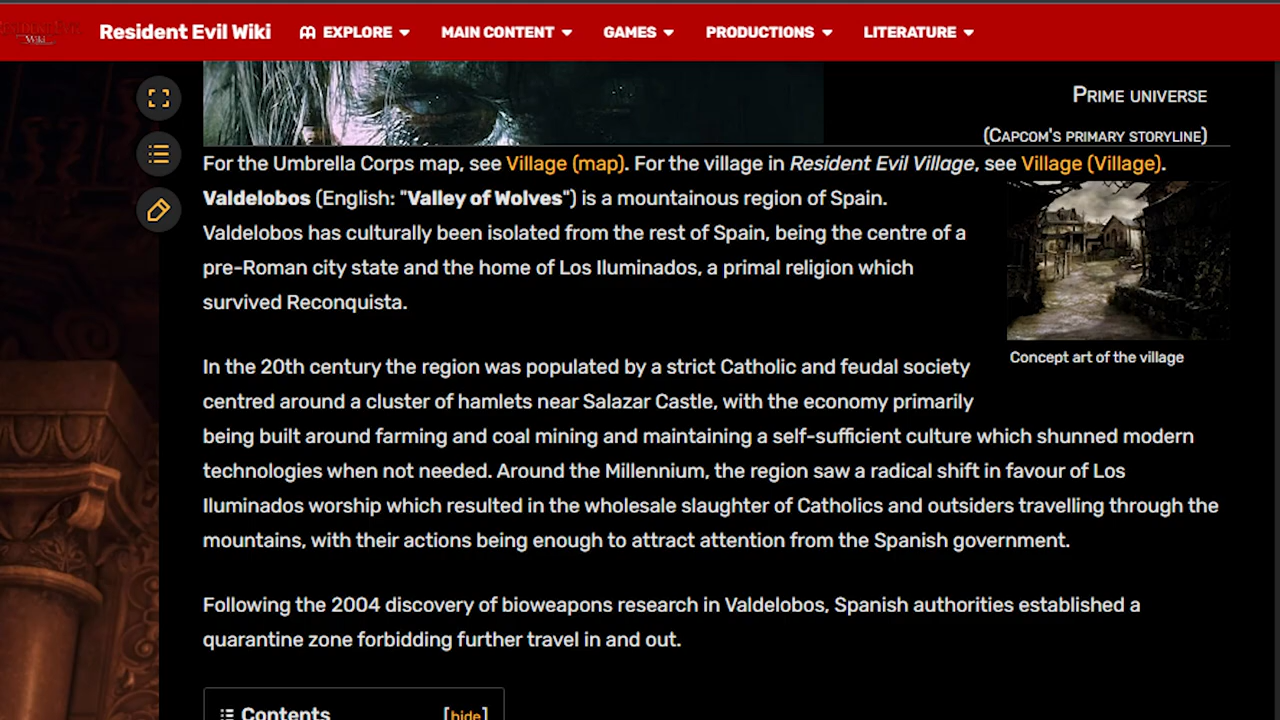 Resident Evil Wiki EXPLORE MAIN CONTENT GAMES PRODUCTIONS LITERATURE
PRIME UNIVERSE
(CAPCOM'S PRIMARY STORYLINE)
For the Umbrella Corps map, see Village (map). For the village in Resident Evil Village, see Village (Village).
Valdelobos (English: "Valley of Wolves") is a mountainous region of Spain.
Valdelobos has culturally been isolated from the rest of Spain, being the centre of a
pre-Roman city state and the home of Los Iluminados, a primal religion which
survived Reconquista.
Concept art of the village
In the 20th century the region was populated by a strict Catholic and feudal society
centred around a cluster of hamlets near Salazar Castle, with the economy primarily
being built around farming and coal mining and maintaining a self-sufficient culture which shunned modern
technologies when not needed. Around the Millennium, the region saw a radical shift in favour of Los
Iluminados worship which resulted in the wholesale slaughter of Catholics and outsiders travelling through the
mountains, with their actions being enough to attract attention from the Spanish government.
Following the 2004 discovery of bioweapons research in Valdelobos, Spanish authorities established a
quarantine zone forbidding further travel in and out.
Contents [hide]